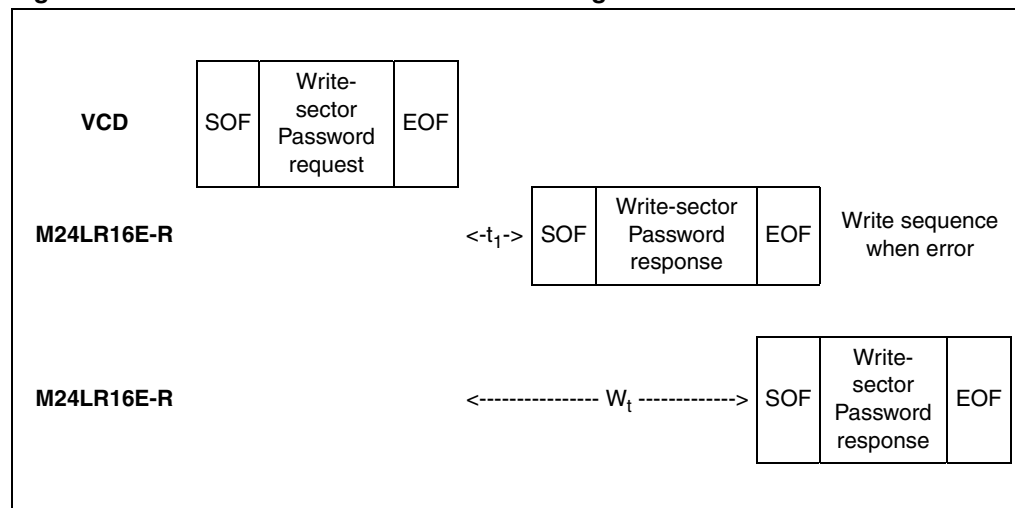 VCD
SOF
Write-
sector
Password
request
EOF
M24LR16E-R
<-t₁->
SOF
Write-sector
Password
response
EOF
Write sequence
when error
M24LR16E-R
<---------------- Wₜ ------------->
SOF
Write-
sector
Password
response
EOF